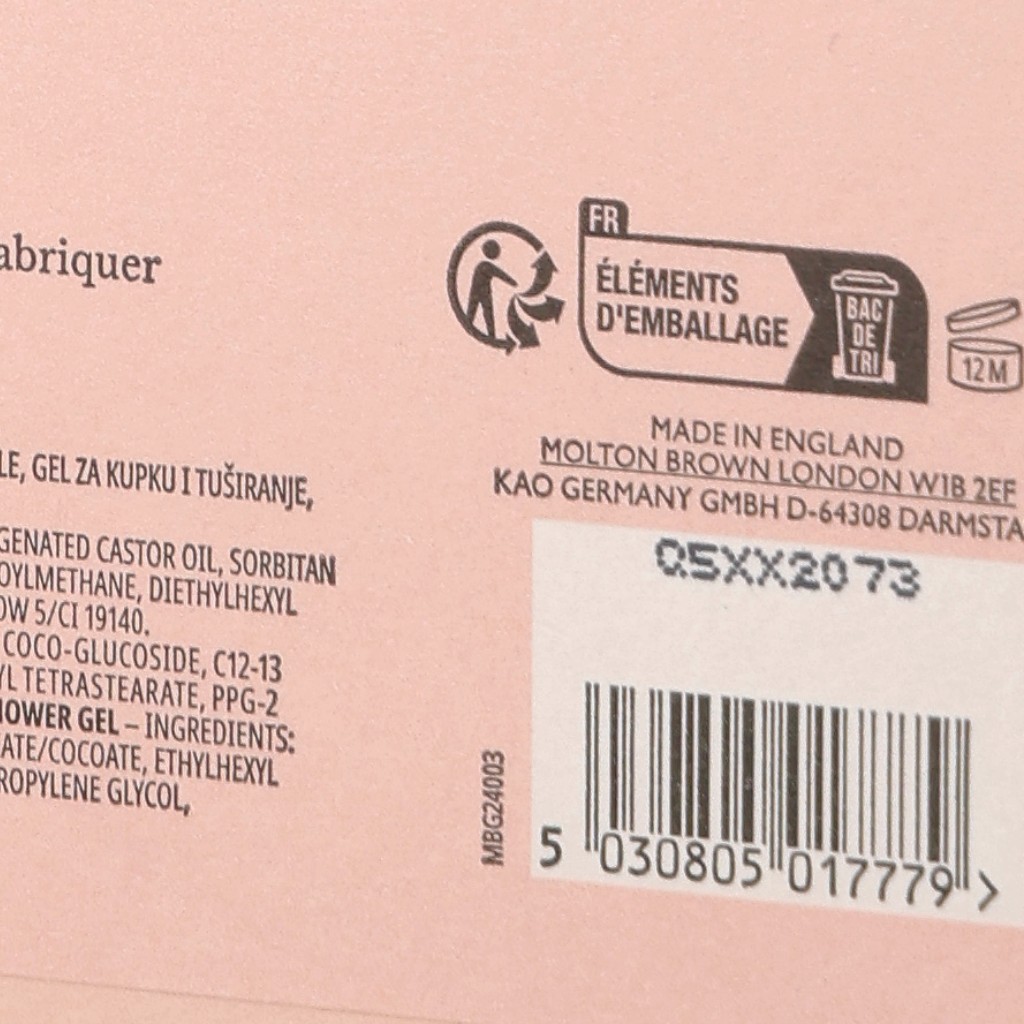 abriquer
FR
ÉLÉMENTS
D'EMBALLAGE
BAC
DE
TRI
12M
MADE IN ENGLAND
MOLTON BROWN LONDON W1B 2EF
KAO GERMANY GMBH D-64308 DARMSTA
LE, GEL ZA KUPKU I TUŠIRANJE,
GENATED CASTOR OIL, SORBITAN
OYLMETHANE, DIETHYLHEXYL
OW 5/CI 19140.
COCO-GLUCOSIDE, C12-13
YL TETRASTEARATE, PPG-2
HOWER GEL – INGREDIENTS:
ATE/COCOATE, ETHYLHEXYL
ROPYLENE GLYCOL,
Q5XX2073
MBG24003
5 030805 017779 >